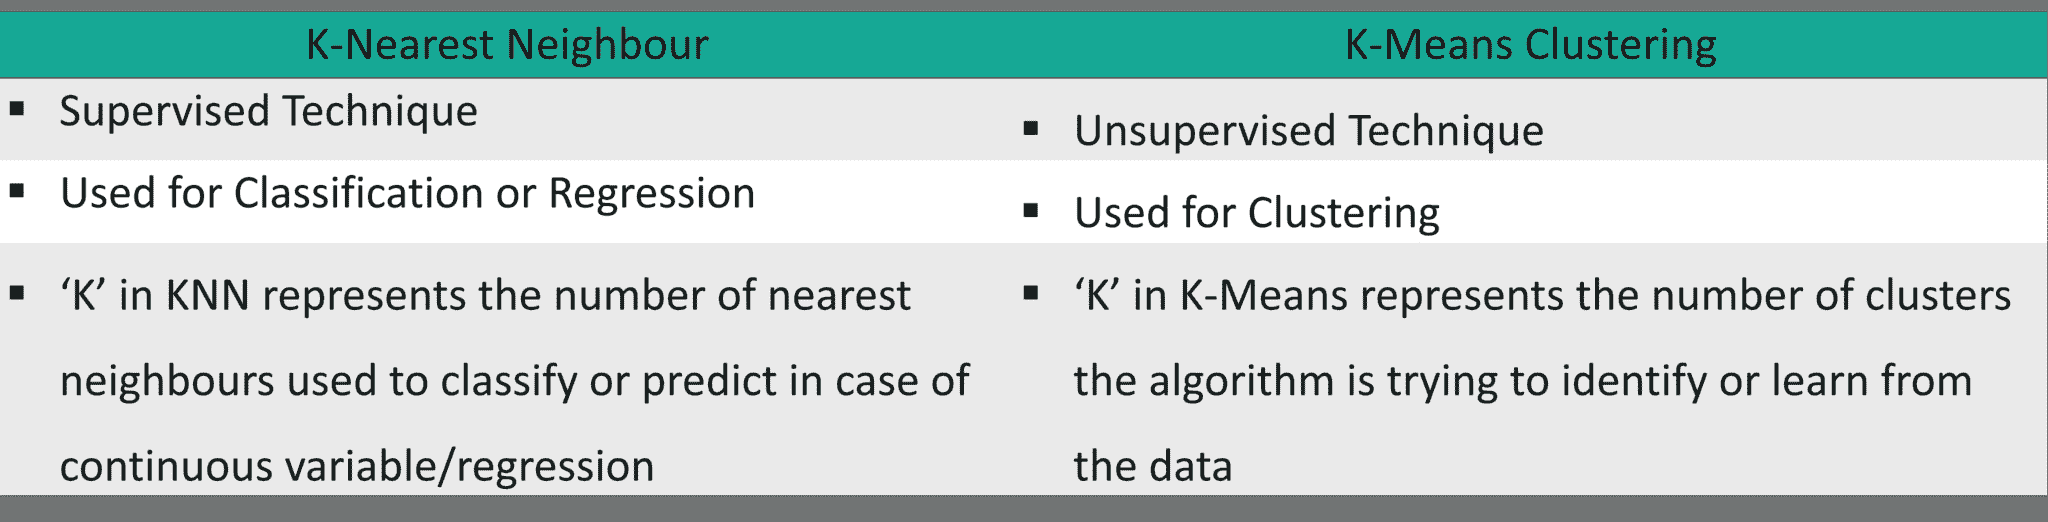 K-Nearest Neighbour
K-Means Clustering
▪ Supervised Technique
▪ Unsupervised Technique
▪ Used for Classification or Regression
▪ Used for Clustering
▪ ‘K’ in KNN represents the number of nearest
neighbours used to classify or predict in case of
continuous variable/regression
▪ ‘K’ in K-Means represents the number of clusters
the algorithm is trying to identify or learn from
the data